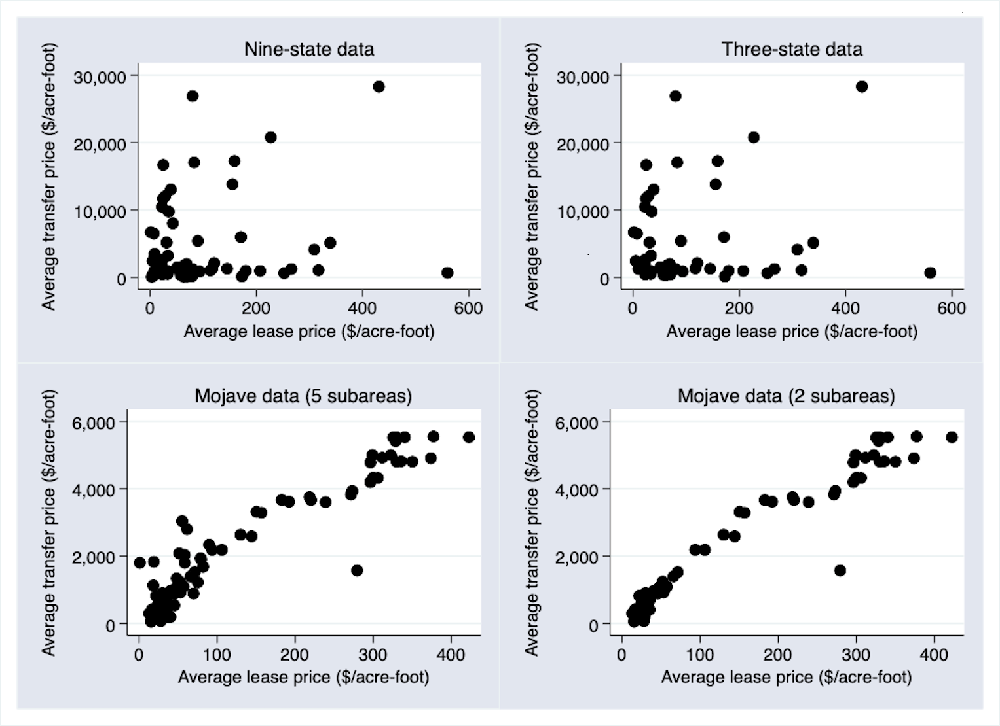 Nine-state data
Average transfer price ($/acre-foot)
30,000
20,000
10,000
0
0 200 400 600
Average lease price ($/acre-foot)
Three-state data
Average transfer price ($/acre-foot)
30,000
20,000
10,000
0
0 200 400 600
Average lease price ($/acre-foot)
Mojave data (5 subareas)
Average transfer price ($/acre-foot)
6,000
4,000
2,000
0
0 100 200 300 400
Average lease price ($/acre-foot)
Mojave data (2 subareas)
Average transfer price ($/acre-foot)
6,000
4,000
2,000
0
0 100 200 300 400
Average lease price ($/acre-foot)